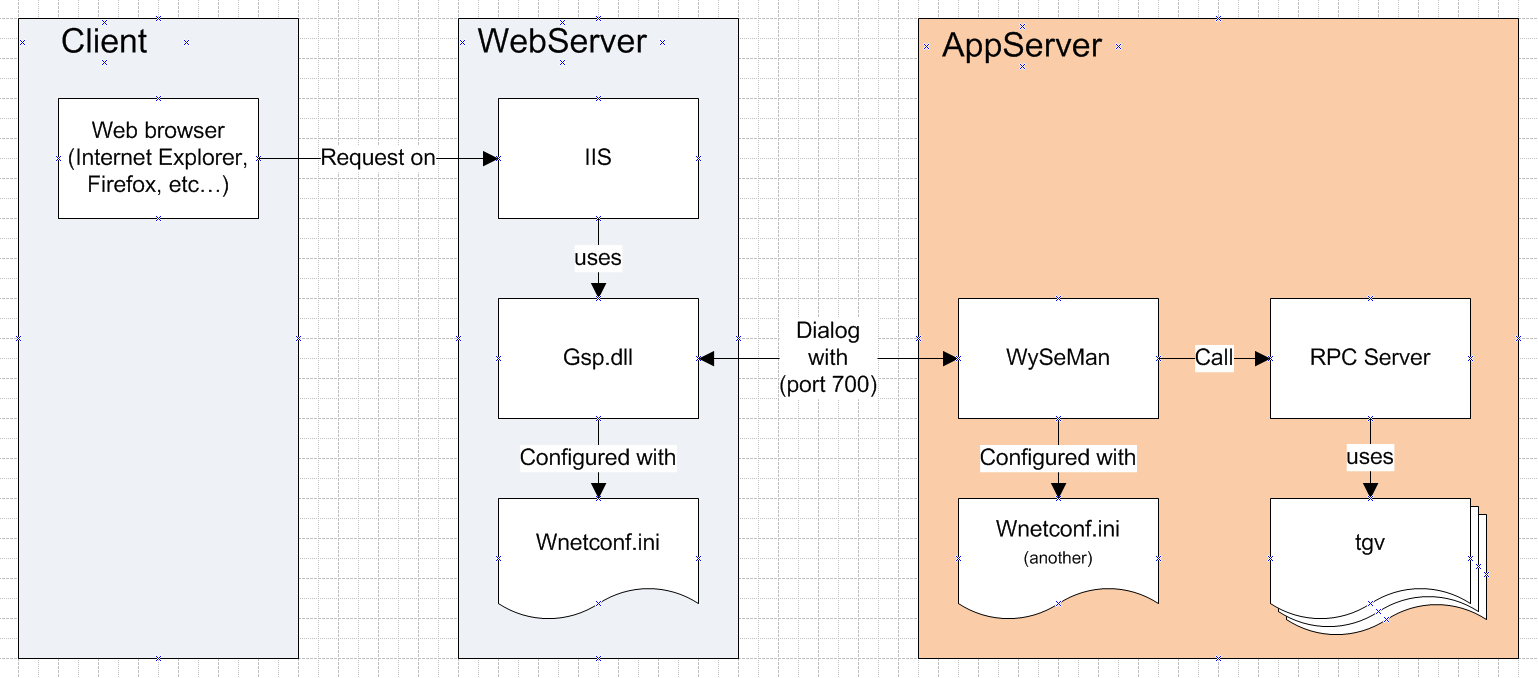 Client
Web browser
(Internet Explorer,
Firefox, etc…)
Request on
WebServer
IIS
uses
Gsp.dll
Configured with
Wnetconf.ini
Dialog
with
(port 700)
AppServer
WySeMan
Call
RPC Server
Configured with
Wnetconf.ini
(another)
uses
tgv